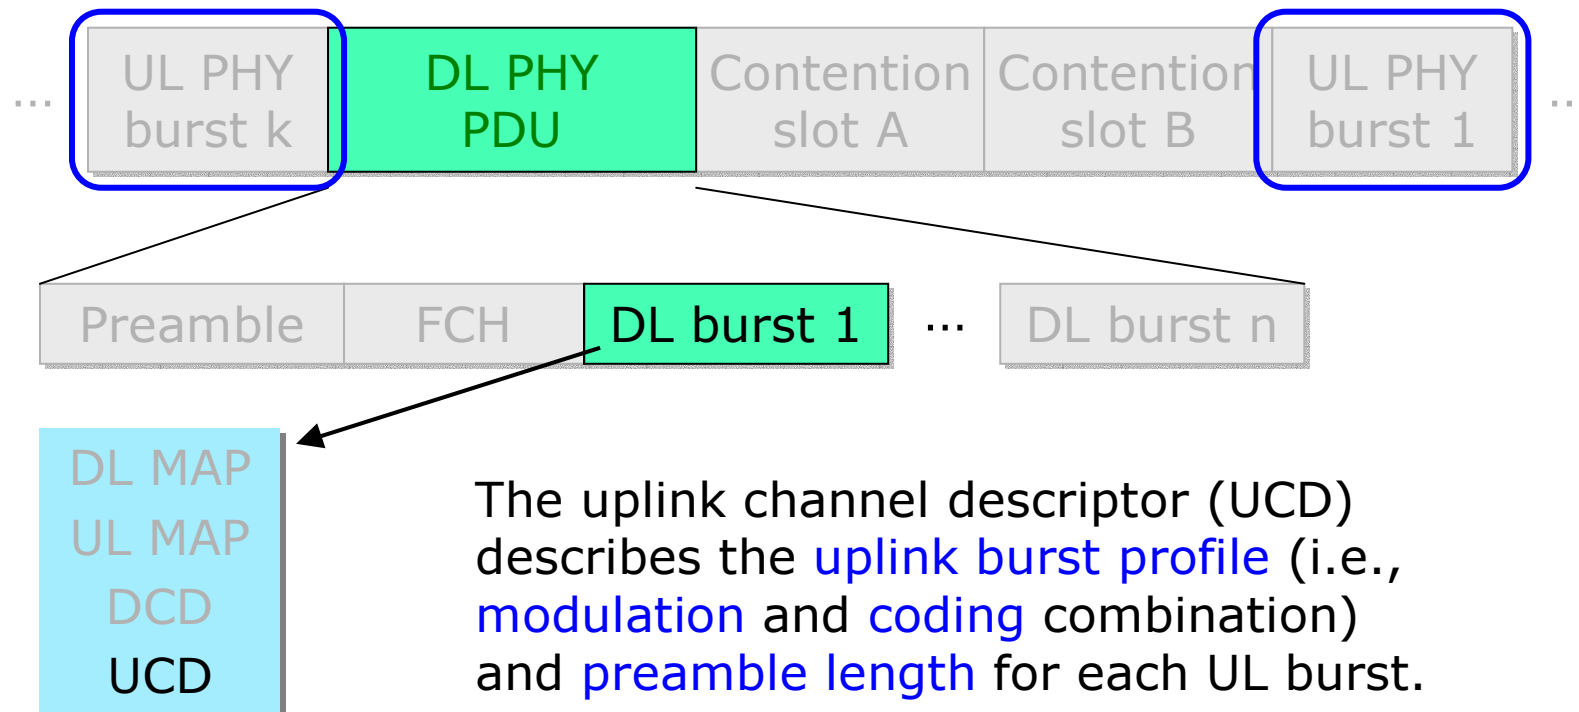 ... UL PHY burst k DL PHY PDU Contention slot A Contention slot B UL PHY burst 1 ..
Preamble FCH DL burst 1 ... DL burst n
DL MAP
UL MAP
DCD
UCD
The uplink channel descriptor (UCD)
describes the uplink burst profile (i.e.,
modulation and coding combination)
and preamble length for each UL burst.